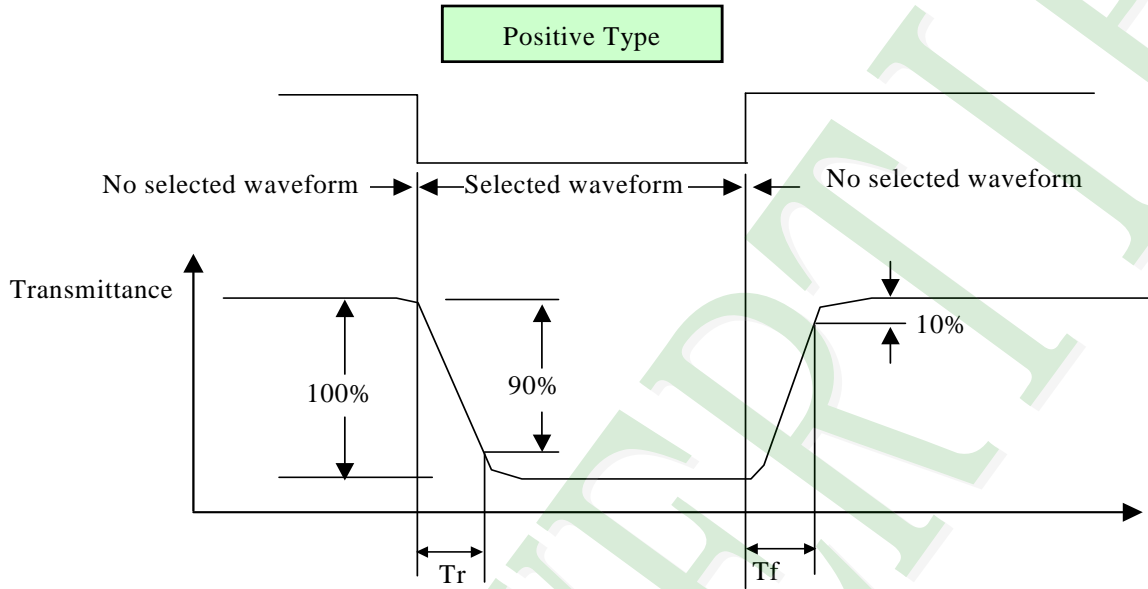 Positive Type
No selected waveform
Selected waveform
No selected waveform
Transmittance
100%
90%
10%
Tr
Tf